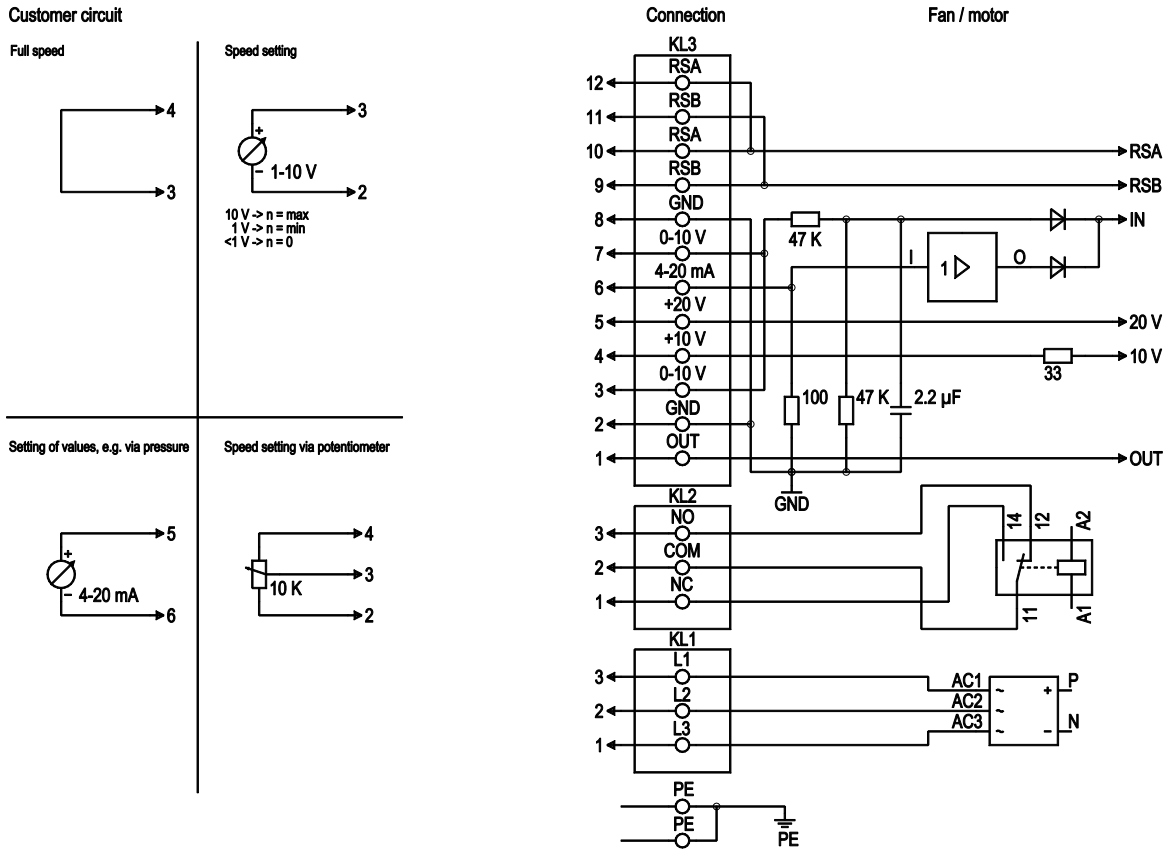 Customer circuit
Connection
Fan / motor
Full speed
4
3
Speed setting
3
+
–
1-10 V
2
10 V -> n = max
1 V -> n = min
<1 V -> n = 0
Setting of values, e.g. via pressure
5
+
–
4-20 mA
6
Speed setting via potentiometer
4
3
10 K
2
KL3
RSA
12
RSB
11
RSA
10
RSA
RSB
9
RSB
GND
8
47 K
IN
0-10 V
7
I
1
O
4-20 mA
6
+20 V
5
20 V
+10 V
4
33
10 V
0-10 V
3
100
47 K
2.2 µF
GND
2
OUT
1
OUT
GND
KL2
NO
3
COM
2
NC
1
14
12
A2
11
A1
KL1
L1
3
L2
2
L3
1
AC1
~
+
P
AC2
~
AC3
~
–
N
PE
PE
PE